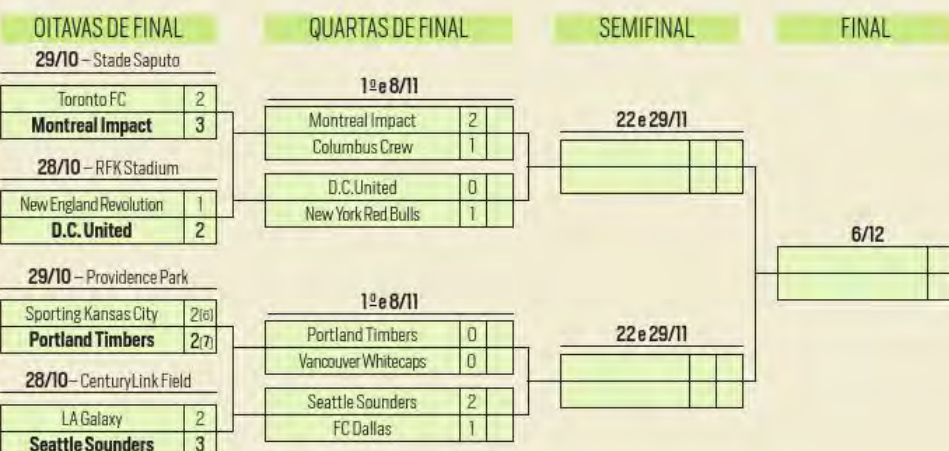 OITAVAS DE FINAL
29/10 – Stade Saputo
Toronto FC 2
Montreal Impact 3
28/10 – RFK Stadium
New England Revolution 1
D.C. United 2
29/10 – Providence Park
Sporting Kansas City 2(6)
Portland Timbers 2(7)
28/10 – CenturyLink Field
LA Galaxy 2
Seattle Sounders 3
QUARTAS DE FINAL
1º e 8/11
Montreal Impact 2
Columbus Crew 1
D.C.United 0
New York Red Bulls 1
1º e 8/11
Portland Timbers 0
Vancouver Whitecaps 0
Seattle Sounders 2
FC Dallas 1
SEMIFINAL
22 e 29/11
22 e 29/11
FINAL
6/12